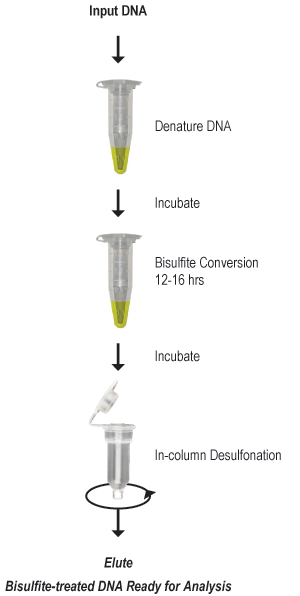 Input DNA
Denature DNA
Incubate
Bisulfite Conversion
12-16 hrs
Incubate
In-column Desulfonation
Elute
Bisulfite-treated DNA Ready for Analysis